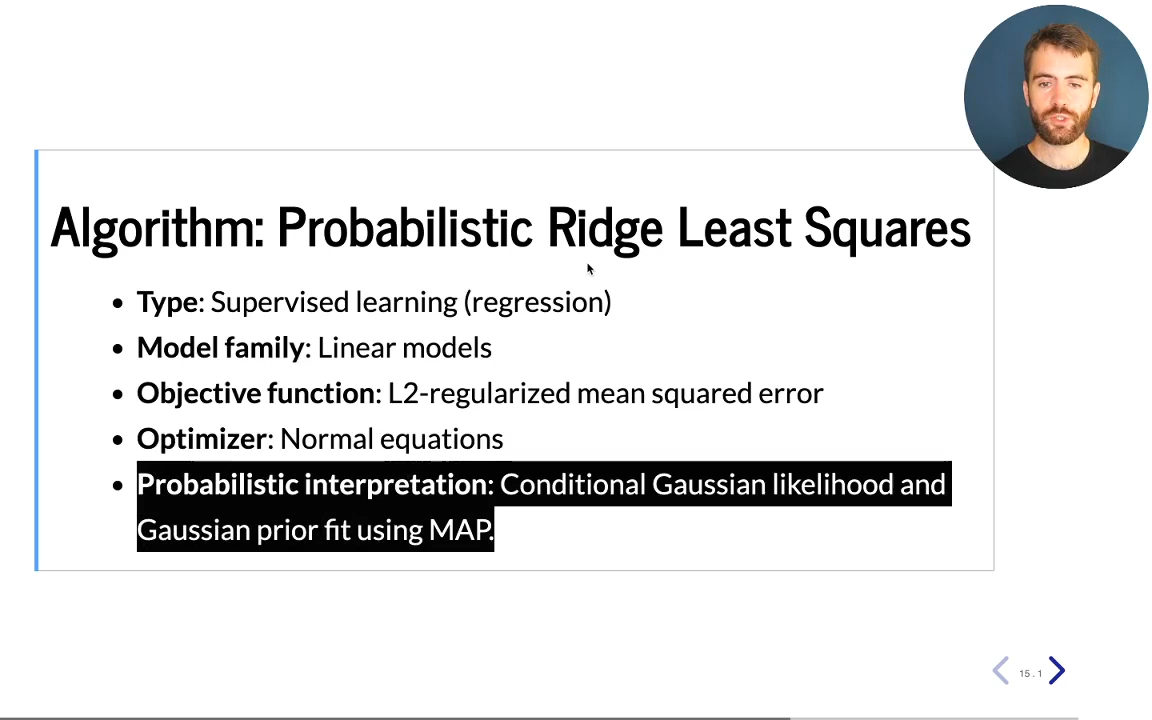 Algorithm: Probabilistic Ridge Least Squares
Type: Supervised learning (regression)
Model family: Linear models
Objective function: L2-regularized mean squared error
Optimizer: Normal equations
Probabilistic interpretation: Conditional Gaussian likelihood and
Gaussian prior fit using MAP.
15.1